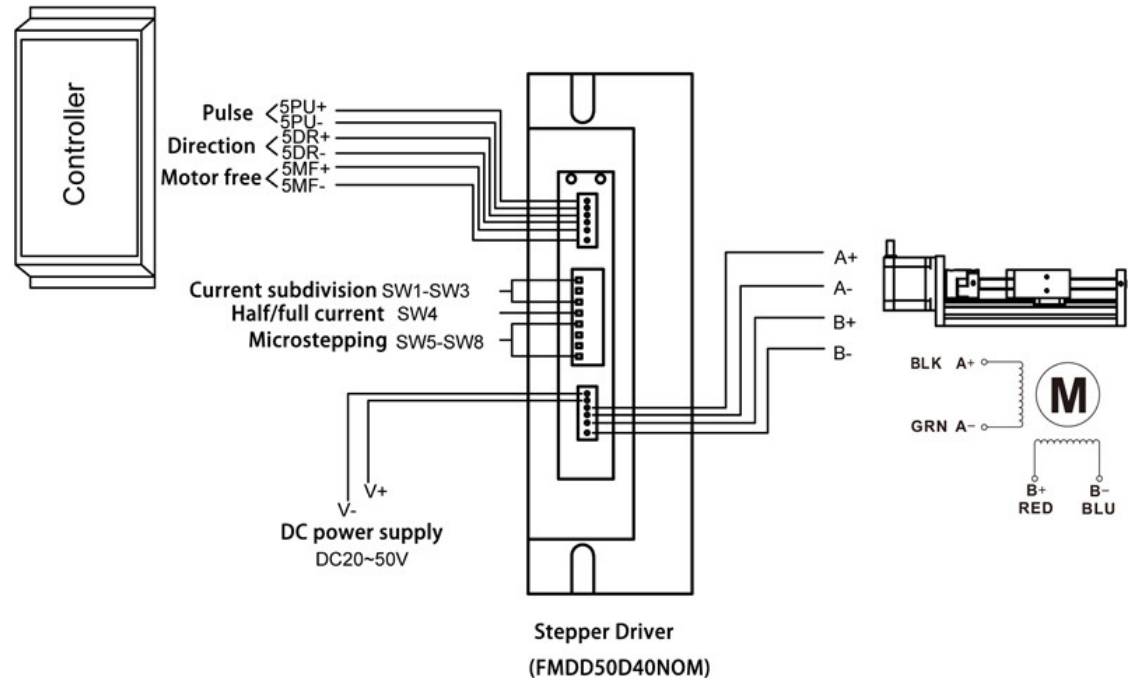 Controller
Pulse
5PU+
5PU-
Direction
5DR+
5DR-
Motor free
5MF+
5MF-
Current subdivision SW1-SW3
Half/full current SW4
Microstepping SW5-SW8
A+
A-
B+
B-
BLK A+
GRN A-
M
B+
RED
B-
BLU
V+
V-
DC power supply
DC20~50V
Stepper Driver
(FMDD50D40NOM)